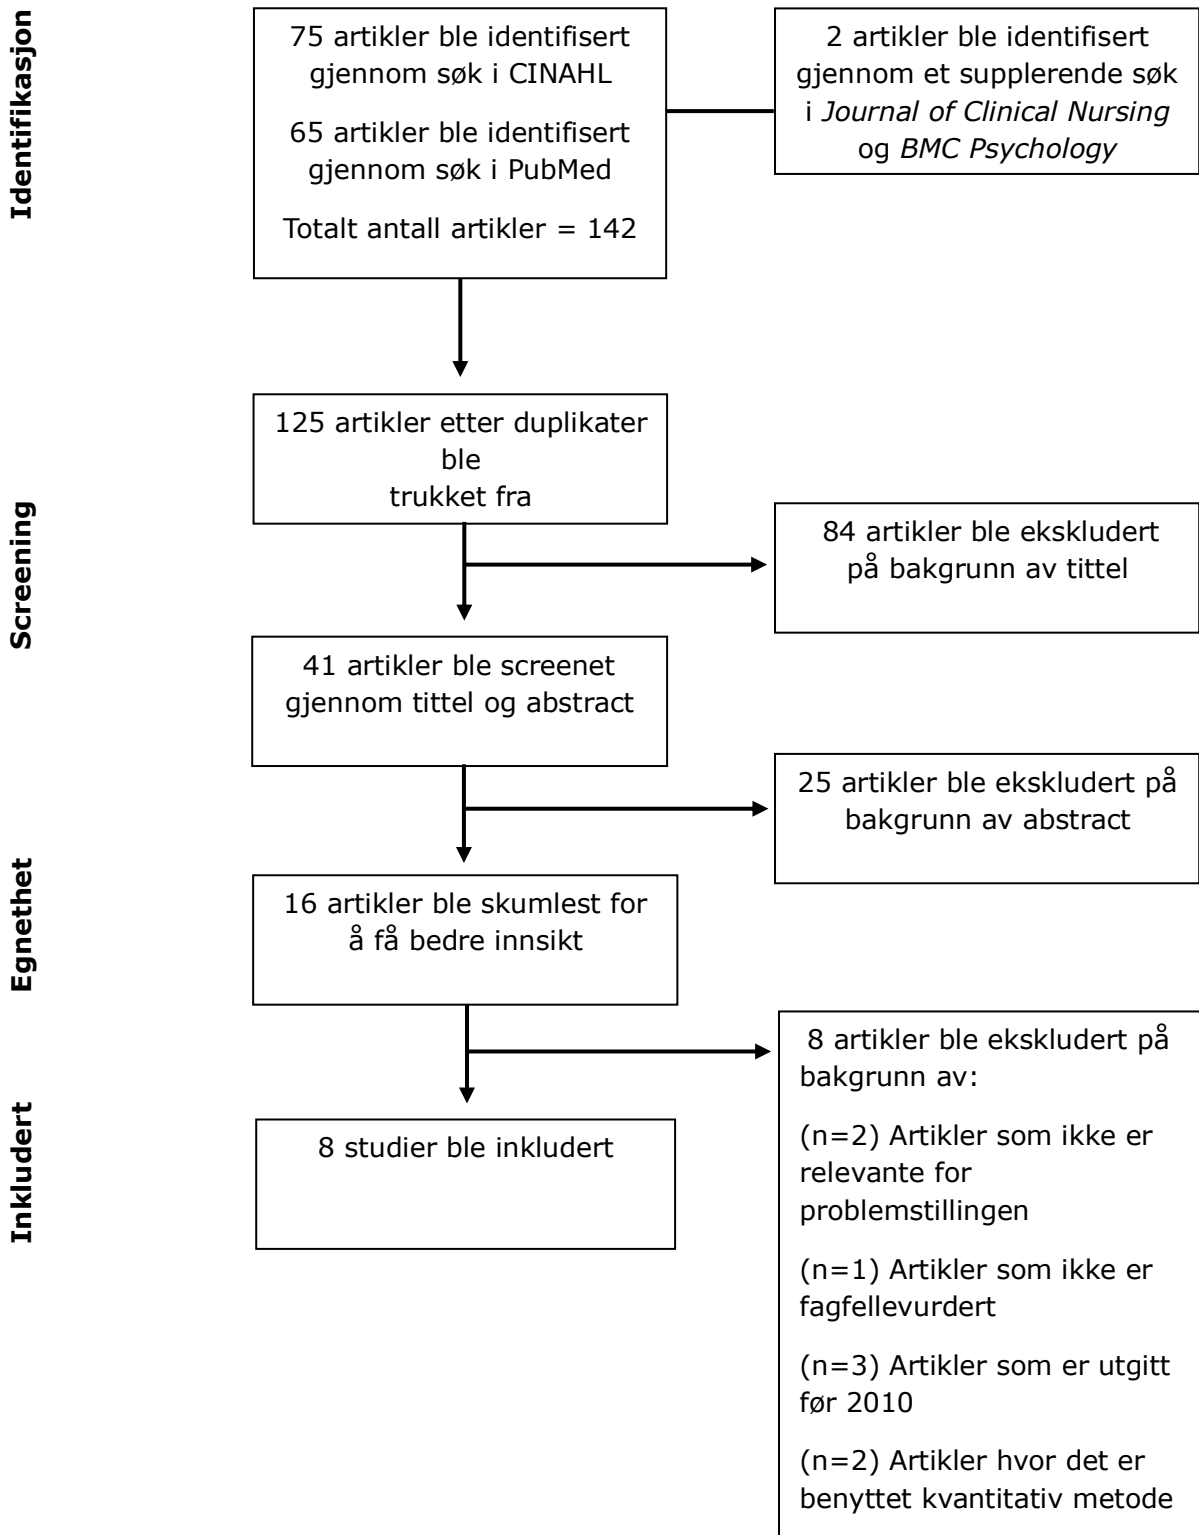 Identifikasjon
75 artikler ble identifisert
gjennom søk i CINAHL
65 artikler ble identifisert
gjennom søk i PubMed
Totalt antall artikler = 142
2 artikler ble identifisert
gjennom et supplerende søk
i Journal of Clinical Nursing
og BMC Psychology
Screening
125 artikler etter duplikater
ble
trukket fra
84 artikler ble ekskludert
på bakgrunn av tittel
41 artikler ble screenet
gjennom tittel og abstract
25 artikler ble ekskludert på
bakgrunn av abstract
Egnethet
16 artikler ble skumlest for
å få bedre innsikt
8 artikler ble ekskludert på
bakgrunn av:
(n=2) Artikler som ikke er
relevante for
problemstillingen
(n=1) Artikler som ikke er
fagfellevurdert
(n=3) Artikler som er utgitt
før 2010
(n=2) Artikler hvor det er
benyttet kvantitativ metode
Inkludert
8 studier ble inkludert